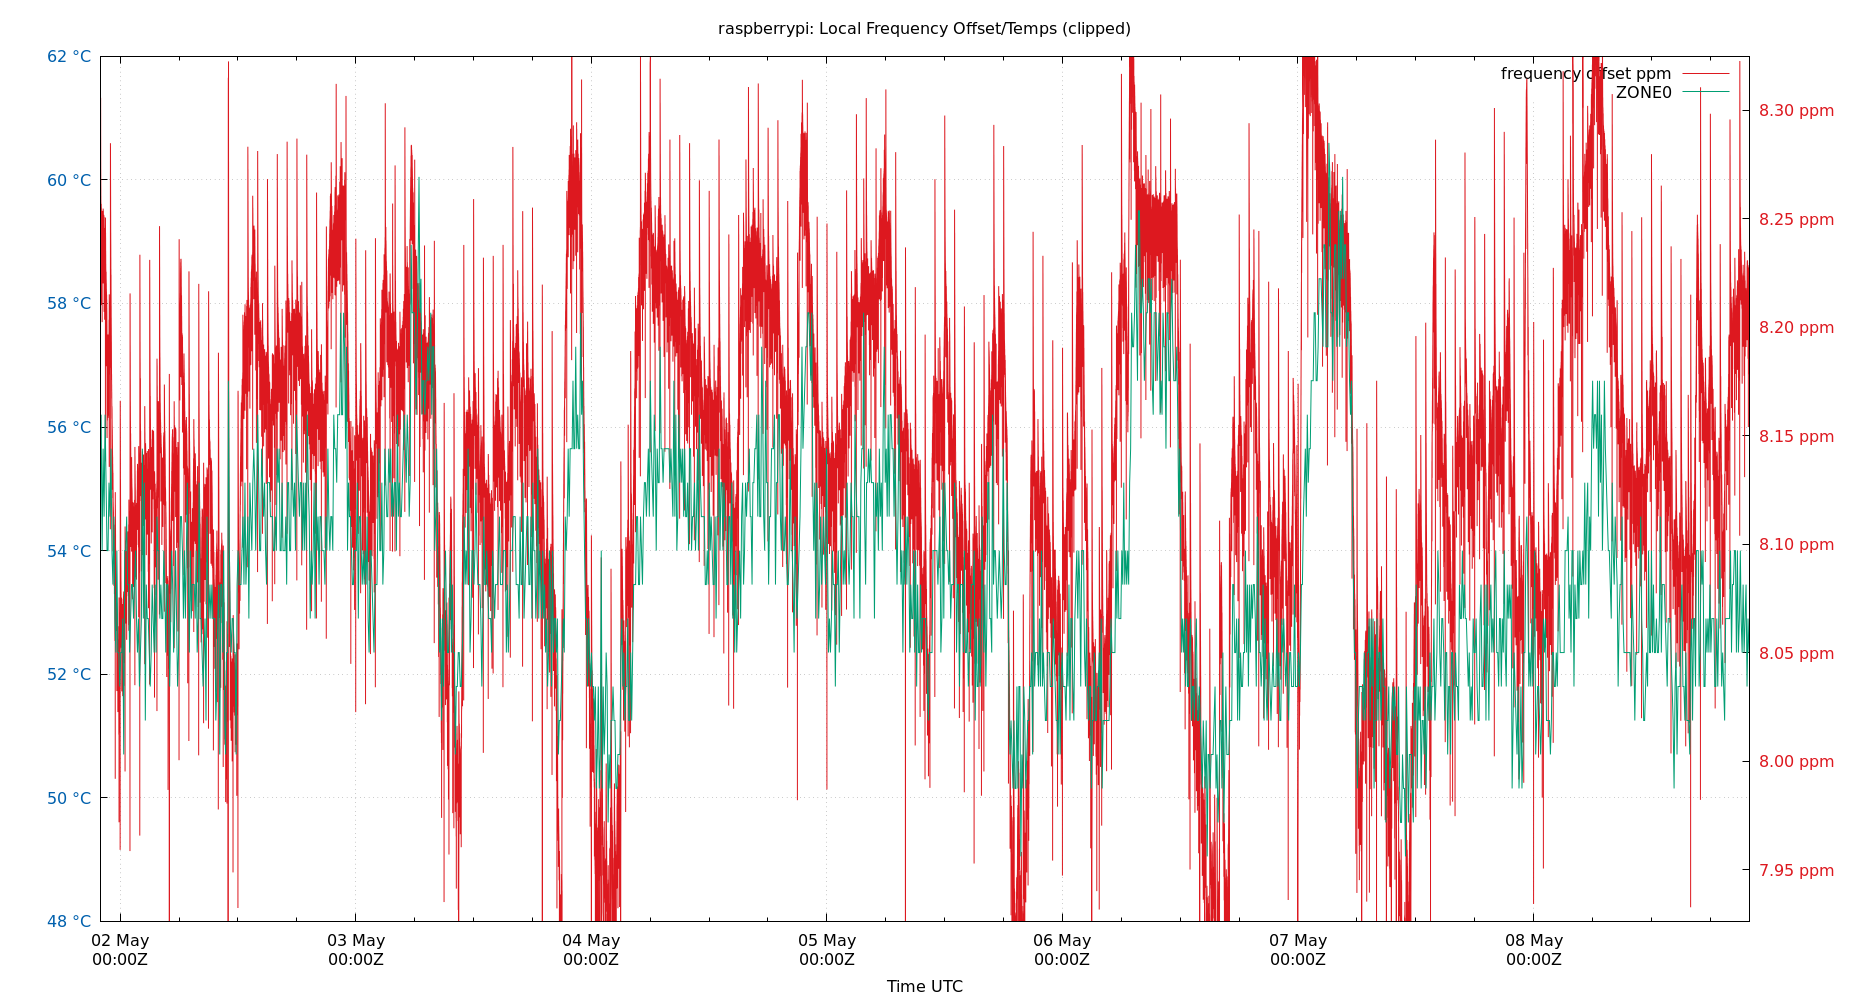 raspberrypi: Local Frequency Offset/Temps (clipped)
62 °C
60 °C
58 °C
56 °C
54 °C
52 °C
50 °C
48 °C
frequency offset ppm
ZONE0
8.30 ppm
8.25 ppm
8.20 ppm
8.15 ppm
8.10 ppm
8.05 ppm
8.00 ppm
7.95 ppm
02 May
00:00Z
03 May
00:00Z
04 May
00:00Z
05 May
00:00Z
06 May
00:00Z
07 May
00:00Z
08 May
00:00Z
Time UTC